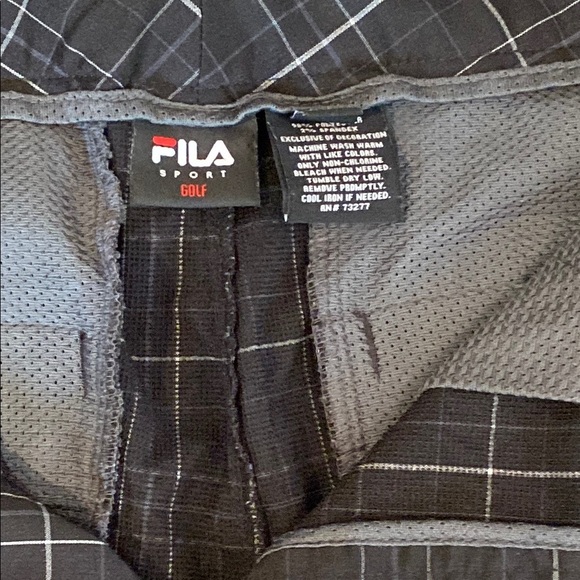 FILA
SPORT
GOLF
2% SPANDEX
EXCLUSIVE OF DECORATION
MACHINE WASH WARM
WITH LIKE COLORS.
ONLY NON-CHLORINE
BLEACH WHEN NEEDED.
TUMBLE DRY LOW.
REMOVE PROMPTLY.
COOL IRON IF NEEDED.
RN# 73277